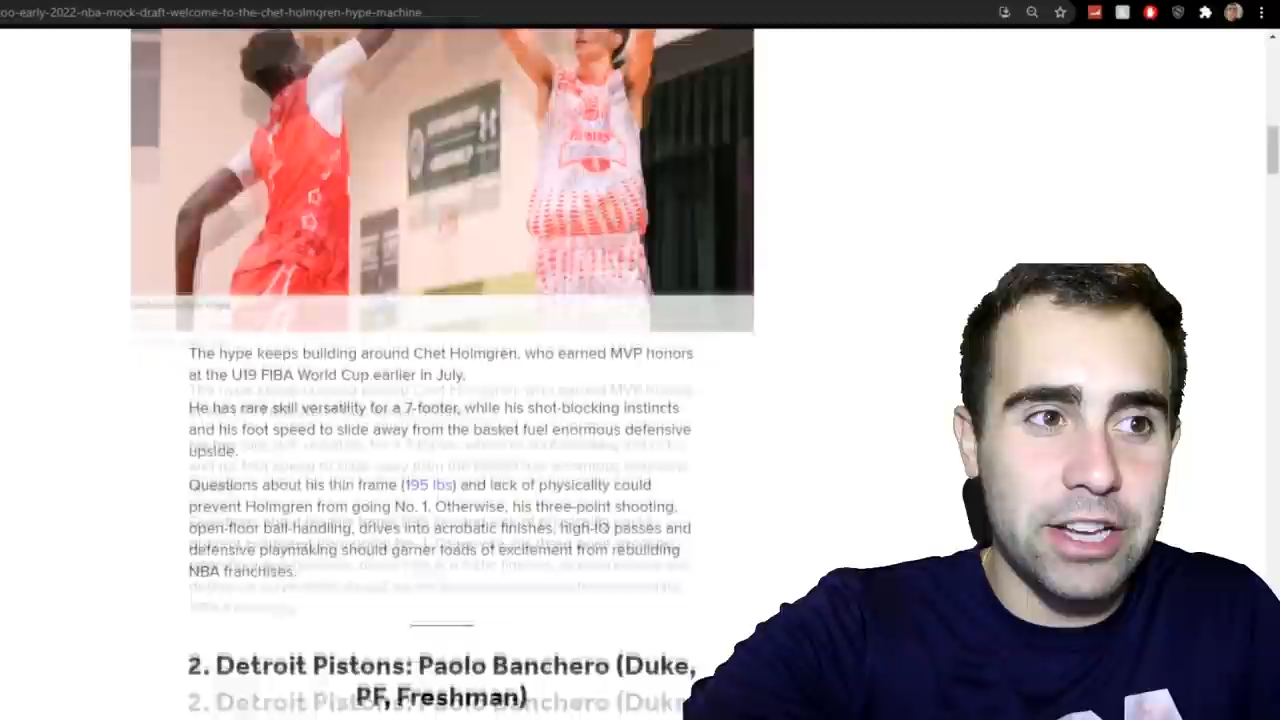 oo-early-2022-nba-mock-draft-welcome-to-the-chet-holmgren-hype-machine
The hype keeps building around Chet Holmgren, who earned MVP honors
at the U19 FIBA World Cup earlier in July.
He has rare skill versatility for a 7-footer, while his shot-blocking instincts
and his foot speed to slide away from the basket fuel enormous defensive
upside.
Questions about his thin frame (195 lbs) and lack of physicality could
prevent Holmgren from going No. 1. Otherwise, his three-point shooting,
open-floor ball-handling, drives into acrobatic finishes, high-IQ passes and
defensive playmaking should garner loads of excitement from rebuilding
NBA franchises.
2. Detroit Pistons: Paolo Banchero (Duke,
PF, Freshman)